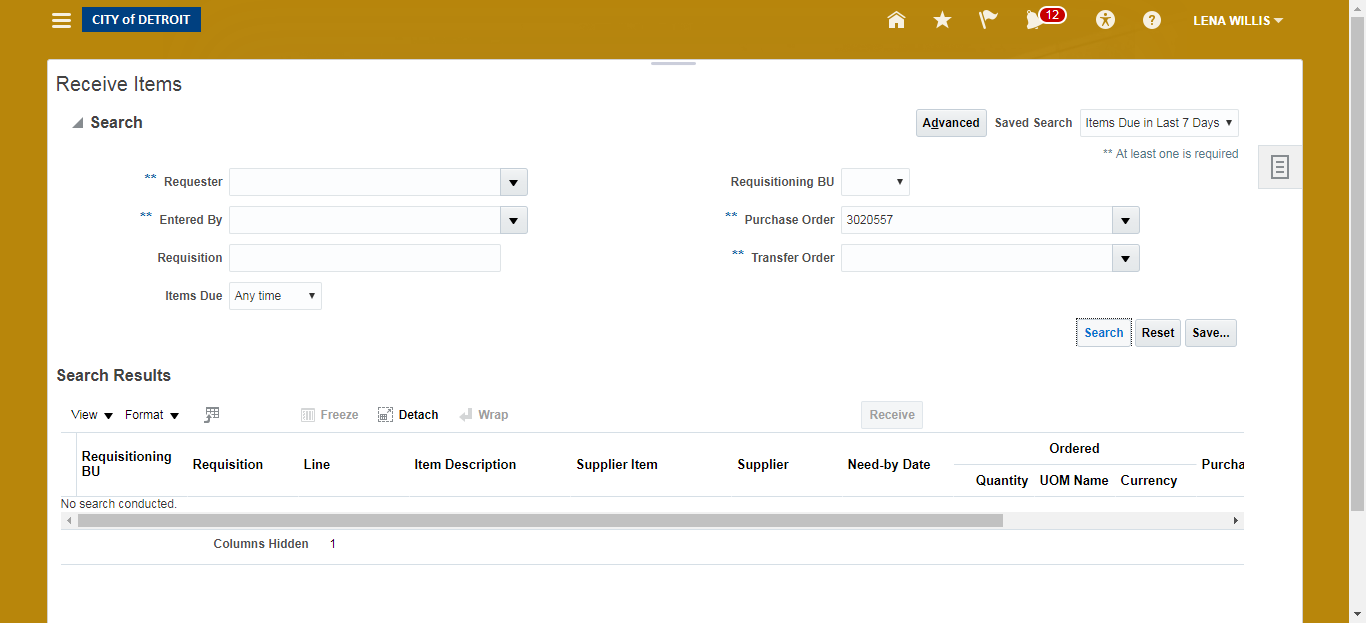 CITY of DETROIT
12
?
LENA WILLIS
Receive Items
Search
Advanced Saved Search Items Due in Last 7 Days
** At least one is required
** Requester
Requisitioning BU
** Entered By
** Purchase Order 3020557
Requisition
** Transfer Order
Items Due Any time
Search Reset Save...
Search Results
View Format Freeze Detach Wrap Receive
Requisitioning BU Requisition Line Item Description Supplier Item Supplier Need-by Date Ordered Purcha
Quantity UOM Name Currency
No search conducted.
Columns Hidden 1